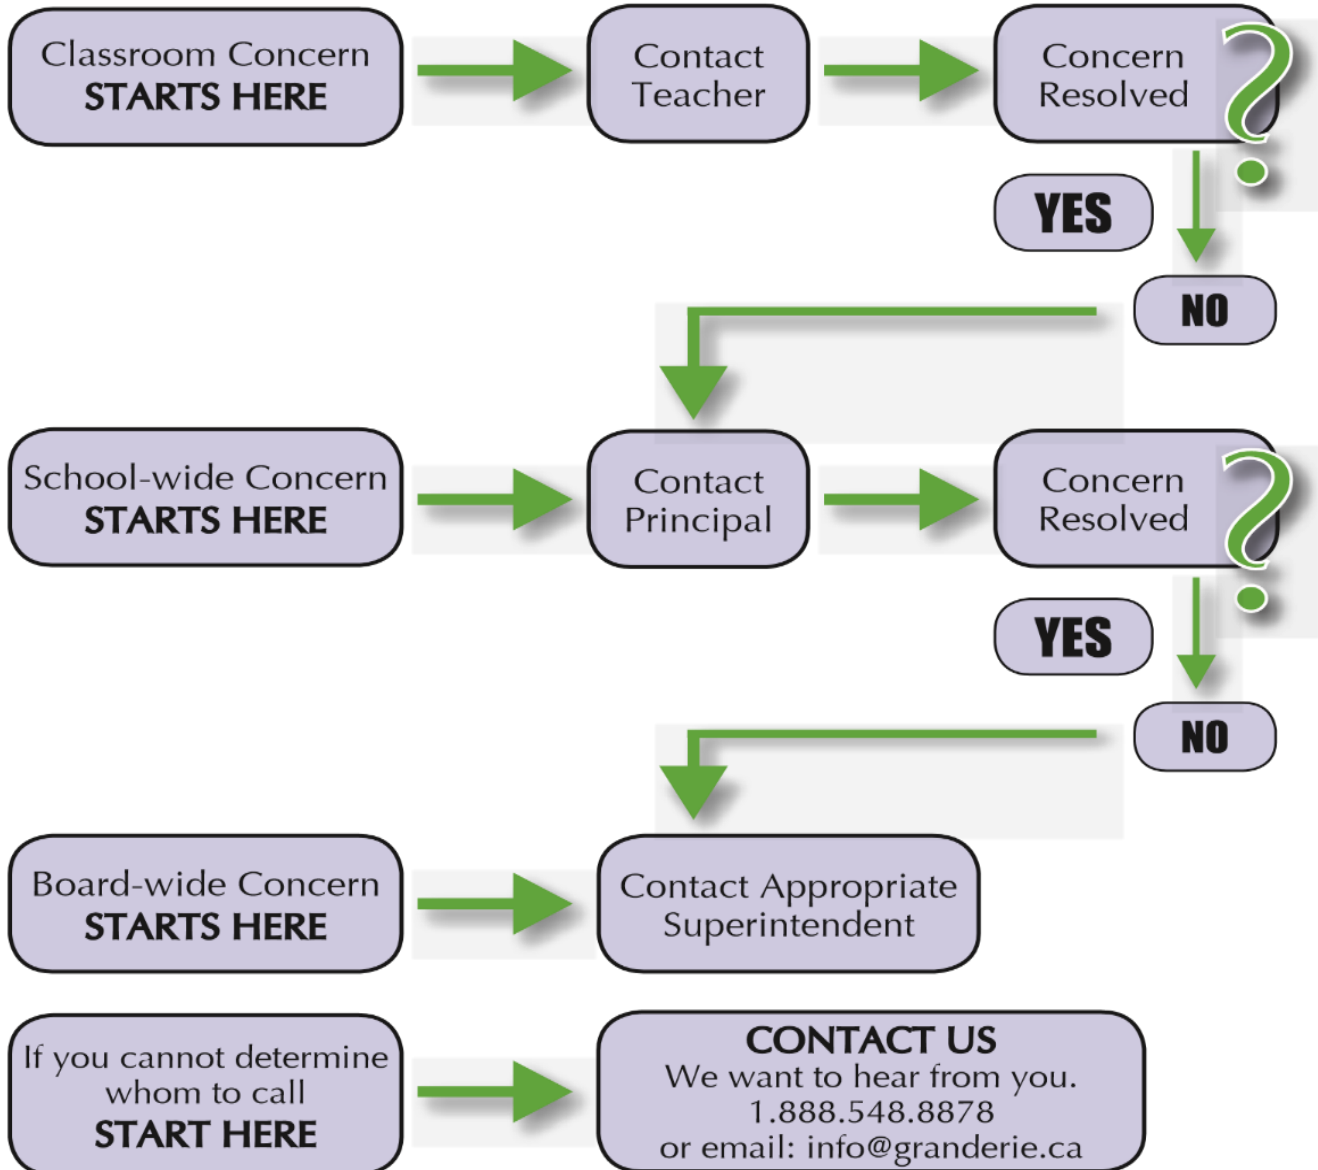 Classroom Concern
STARTS HERE
Contact
Teacher
Concern
Resolved
?
YES
NO
School-wide Concern
STARTS HERE
Contact
Principal
Concern
Resolved
?
YES
NO
Board-wide Concern
STARTS HERE
Contact Appropriate
Superintendent
If you cannot determine
whom to call
START HERE
CONTACT US
We want to hear from you.
1.888.548.8878
or email: info@granderie.ca